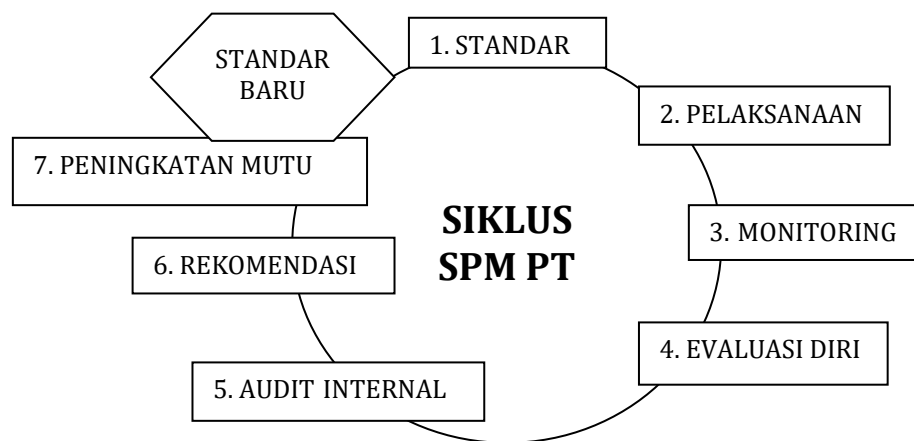 STANDAR
BARU
1. STANDAR
2. PELAKSANAAN
3. MONITORING
4. EVALUASI DIRI
5. AUDIT INTERNAL
6. REKOMENDASI
7. PENINGKATAN MUTU
SIKLUS
SPM PT